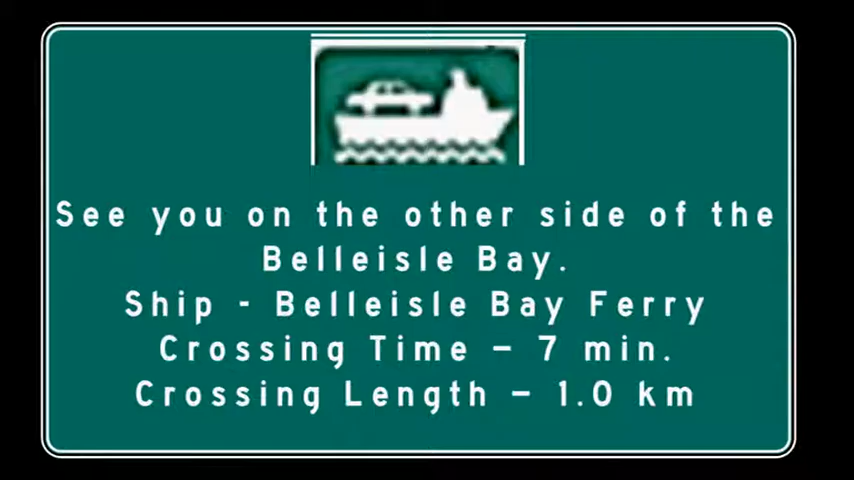 See you on the other side of the
Belleisle Bay.
Ship - Belleisle Bay Ferry
Crossing Time – 7 min.
Crossing Length – 1.0 km